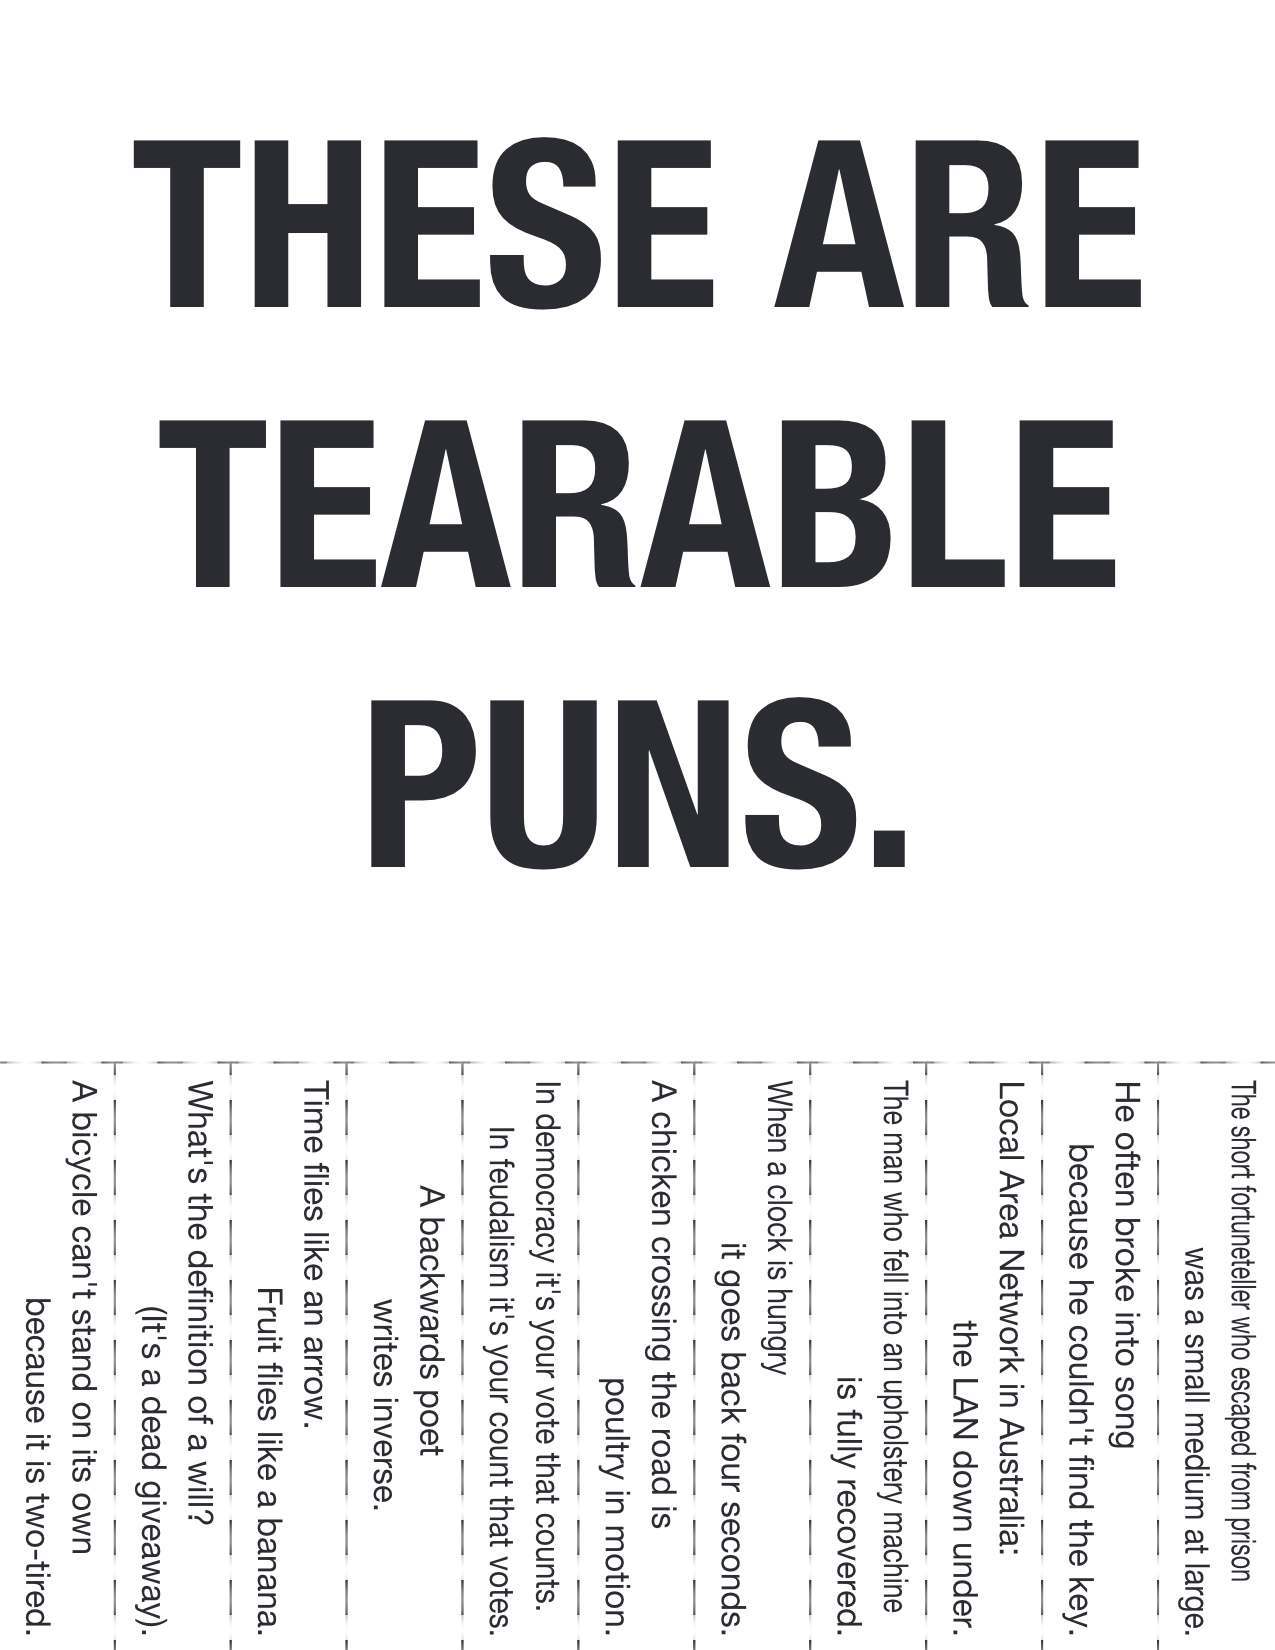 THESE ARE
TEARABLE
PUNS.
A bicycle can't stand on its own
because it is two-tired.
What's the definition of a will?
(It's a dead giveaway).
Time flies like an arrow.
Fruit flies like a banana.
A backwards poet
writes inverse.
In democracy it's your vote that counts.
In feudalism it's your count that votes.
A chicken crossing the road is
poultry in motion.
When a clock is hungry
it goes back four seconds.
The man who fell into an upholstery machine
is fully recovered.
Local Area Network in Australia:
the LAN down under.
He often broke into song
because he couldn't find the key.
The short fortuneteller who escaped from prison
was a small medium at large.